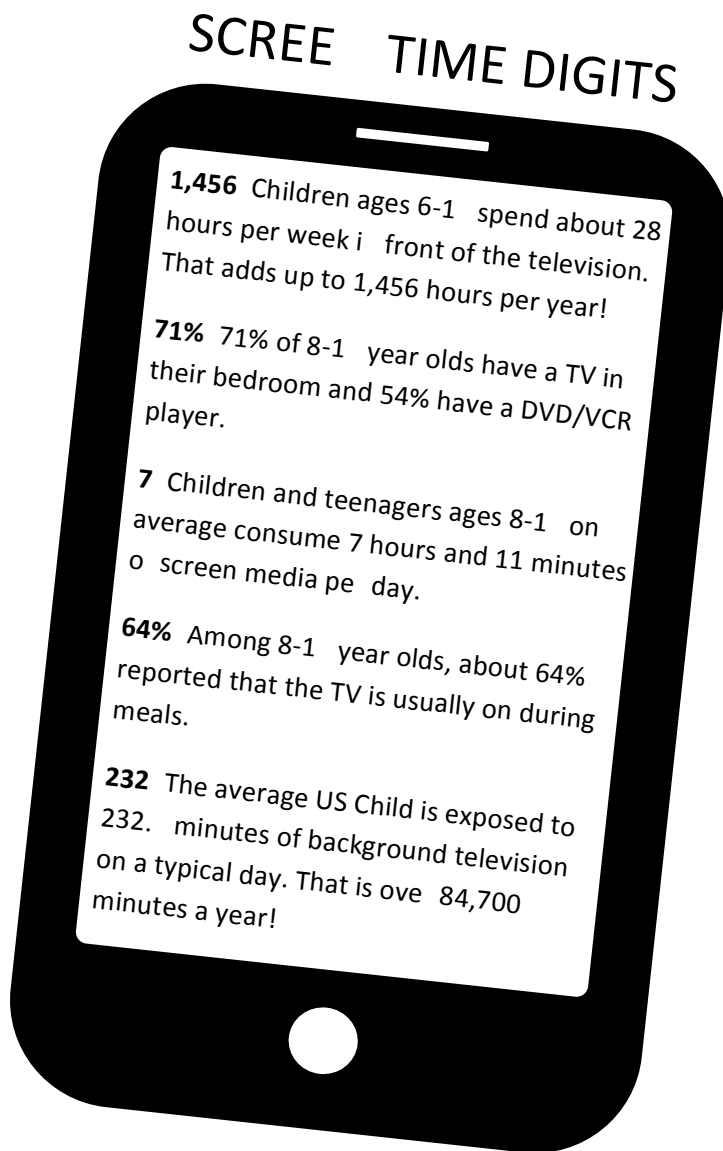 SCREE TIME DIGITS
1,456 Children ages 6-1 spend about 28
hours per week i front of the television.
That adds up to 1,456 hours per year!
71% 71% of 8-1 year olds have a TV in
their bedroom and 54% have a DVD/VCR
player.
7 Children and teenagers ages 8-1 on
average consume 7 hours and 11 minutes
o screen media pe day.
64% Among 8-1 year olds, about 64%
reported that the TV is usually on during
meals.
232 The average US Child is exposed to
232. minutes of background television
on a typical day. That is ove 84,700
minutes a year!